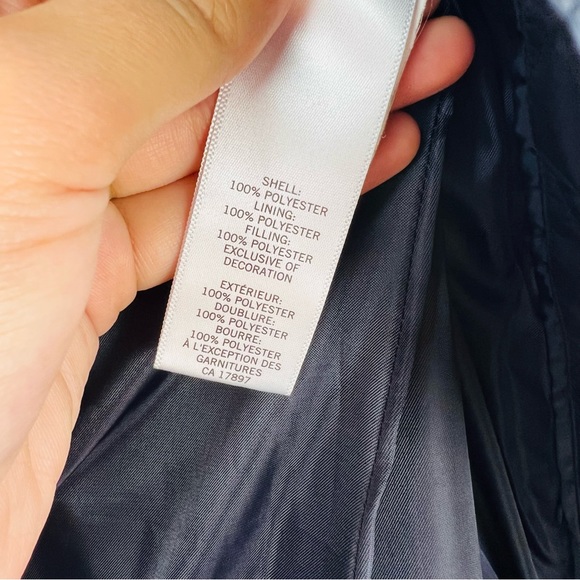 SHELL:
100% POLYESTER
LINING:
100% POLYESTER
FILLING:
100% POLYESTER
EXCLUSIVE OF
DECORATION
EXTÉRIEUR:
100% POLYESTER
DOUBLURE:
100% POLYESTER
BOURRE:
100% POLYESTER
À L'EXCEPTION DES
GARNITURES
CA 17897